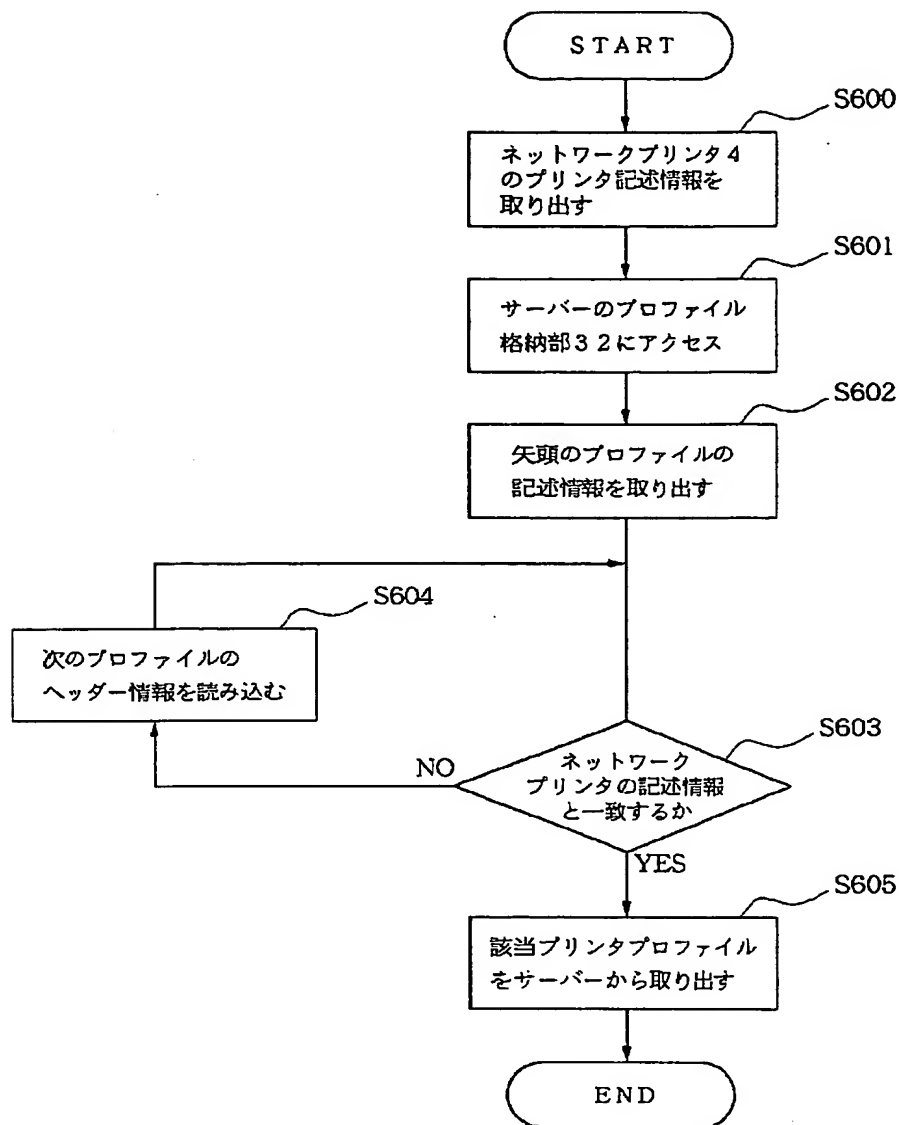 START
S600
ネットワークプリンタ4
のプリンタ記述情報を
取り出す
S601
サーバーのプロファイル
格納部32にアクセス
S602
矢頭のプロファイルの
記述情報を取り出す
S604
次のプロファイルの
ヘッダー情報を読み込む
S603
ネットワーク
プリンタの記述情報
と一致するか
NO
YES
S605
該当プリンタプロファイル
をサーバーから取り出す
END